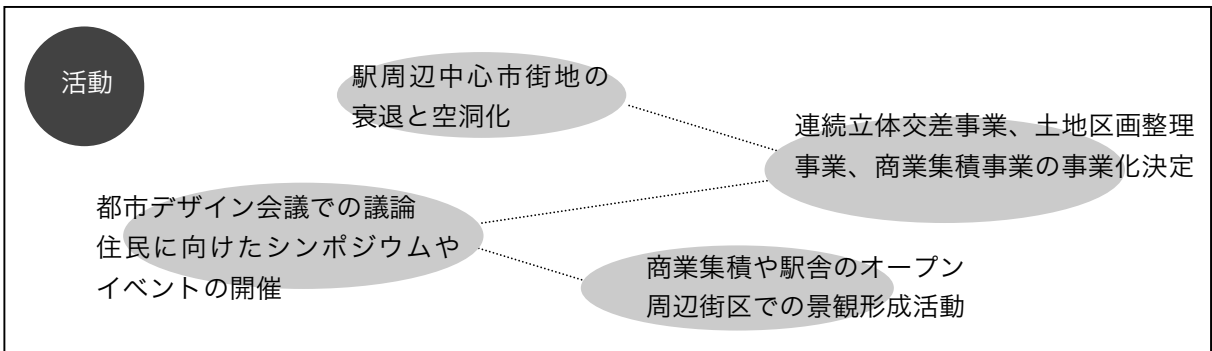 活動
駅周辺中心市街地の
衰退と空洞化
連続立体交差事業、土地区画整理
事業、商業集積事業の事業化決定
都市デザイン会議での議論
住民に向けたシンポジウムや
イベントの開催
商業集積や駅舎のオープン
周辺街区での景観形成活動